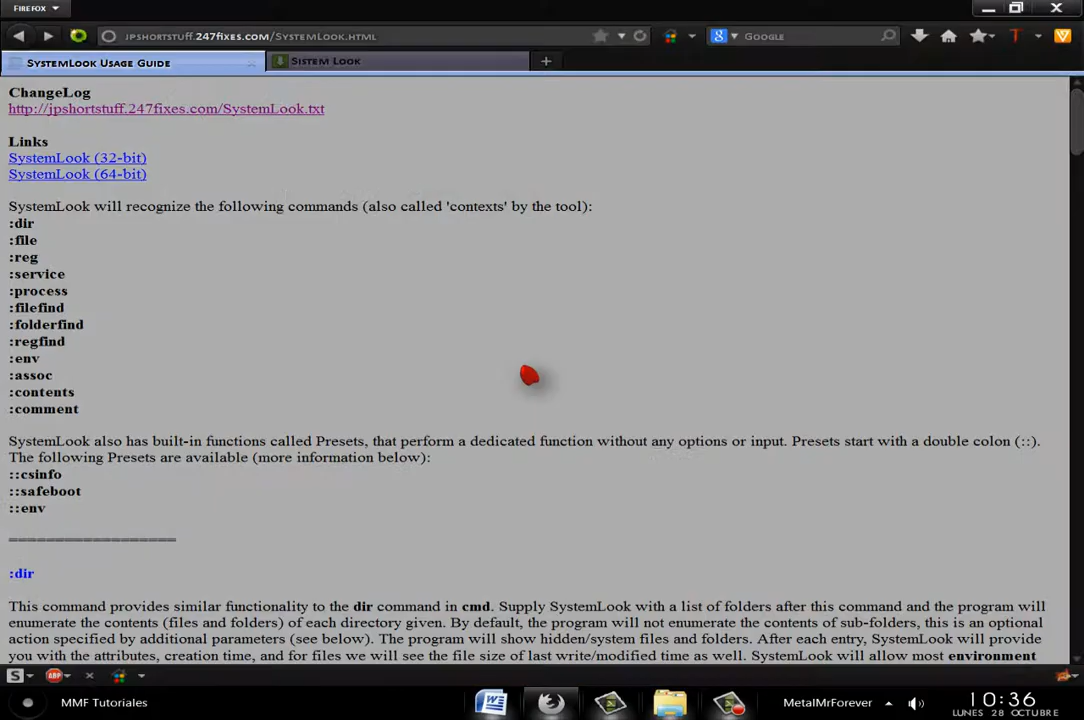 FIREFOX
JPSHORTSTUFF.247FIXES.COM/SYSTEMLOOK.HTML
GOOGLE
SYSTEMLOOK USAGE GUIDE
SISTEM LOOK
ChangeLog
http://jpshortstuff.247fixes.com/SystemLook.txt
Links
SystemLook (32-bit)
SystemLook (64-bit)
SystemLook will recognize the following commands (also called 'contexts' by the tool):
:dir
:file
:reg
:service
:process
:filefind
:folderfind
:regfind
:env
:assoc
:contents
:comment
SystemLook also has built-in functions called Presets, that perform a dedicated function without any options or input. Presets start with a double colon (::).
The following Presets are available (more information below):
::csinfo
::safeboot
::env
==================
:dir
This command provides similar functionality to the dir command in cmd. Supply SystemLook with a list of folders after this command and the program will
enumerate the contents (files and folders) of each directory given. By default, the program will not enumerate the contents of sub-folders, this is an optional
action specified by additional parameters (see below). The program will show hidden/system files and folders. After each entry, SystemLook will provide
you with the attributes, creation time, and for files we will see the file size of last write/modified time as well. SystemLook will allow most environment
S
ABP
MMF Tutoriales
MetalMrForever
10:36
LUNES 28 OCTUBRE